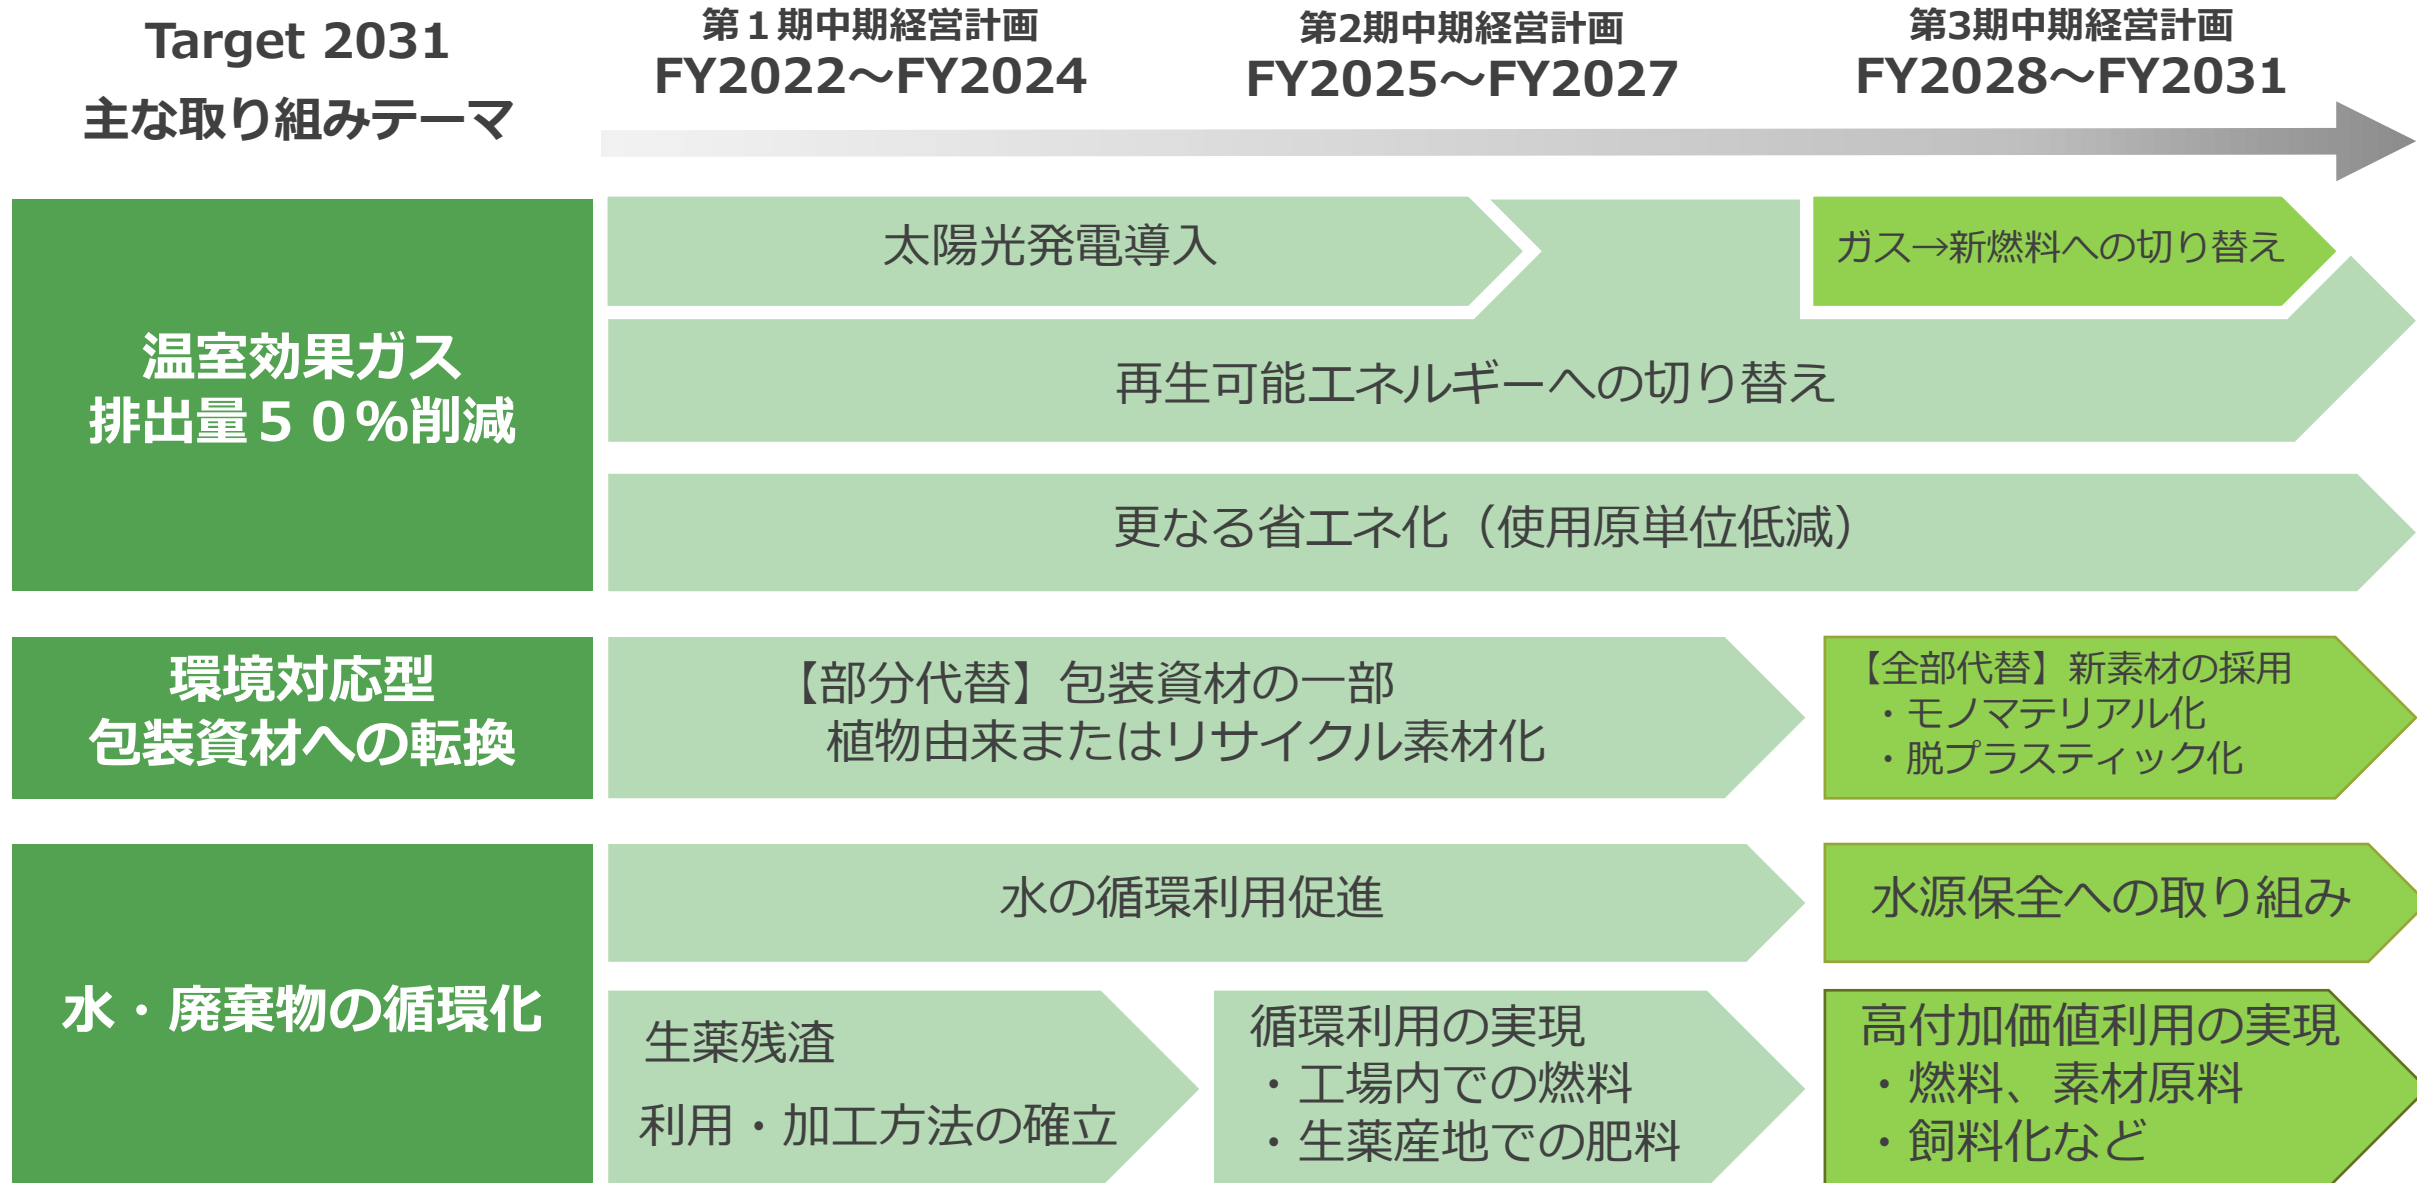 Target 2031
主な取り組みテーマ
第１期中期経営計画
FY2022～FY2024
第2期中期経営計画
FY2025～FY2027
第3期中期経営計画
FY2028～FY2031
温室効果ガス
排出量５０％削減
太陽光発電導入
ガス→新燃料への切り替え
再生可能エネルギーへの切り替え
更なる省エネ化（使用原単位低減）
環境対応型
包装資材への転換
【部分代替】包装資材の一部
植物由来またはリサイクル素材化
【全部代替】新素材の採用
・モノマテリアル化
・脱プラスティック化
水・廃棄物の循環化
水の循環利用促進
水源保全への取り組み
生薬残渣
利用・加工方法の確立
循環利用の実現
・工場内での燃料
・生薬産地での肥料
高付加価値利用の実現
・燃料、素材原料
・飼料化など